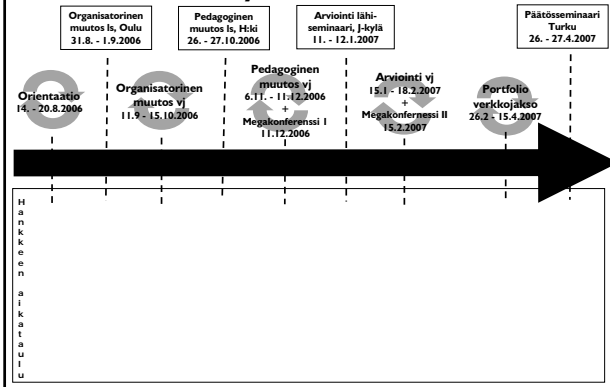 Organisatorinen
muutos ls, Oulu
31.8. - 1.9.2006
Pedagoginen
muutos ls, H:ki
26. - 27.10.2006
Arviointi lähi-
seminaari, J-kylä
11. - 12.1.2007
Päätösseminaari
Turku
26. - 27.4.2007
Orientaatio
14. - 20.8.2006
Organisatorinen
muutos vj
11.9 - 15.10.2006
Pedagoginen
muutos vj
6.11. - 11.12.2006
+
Megakonferenssi I
11.12.2006
Arviointi vj
15.1 - 18.2.2007
+
Megakonfernessi II
15.2.2007
Portfolio
verkkojakso
26.2 - 15.4.2007
Hankkeen aikataulu